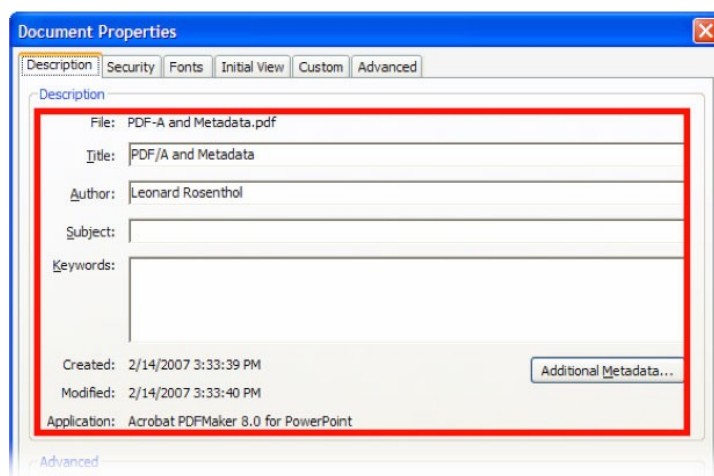 Document Properties
Description Security Fonts Initial View Custom Advanced
Description
File: PDF-A and Metadata.pdf
Title: PDF/A and Metadata
Author: Leonard Rosenthol
Subject:
Keywords:
Created: 2/14/2007 3:33:39 PM
Additional Metadata...
Modified: 2/14/2007 3:33:40 PM
Application: Acrobat PDFMaker 8.0 for PowerPoint
Advanced